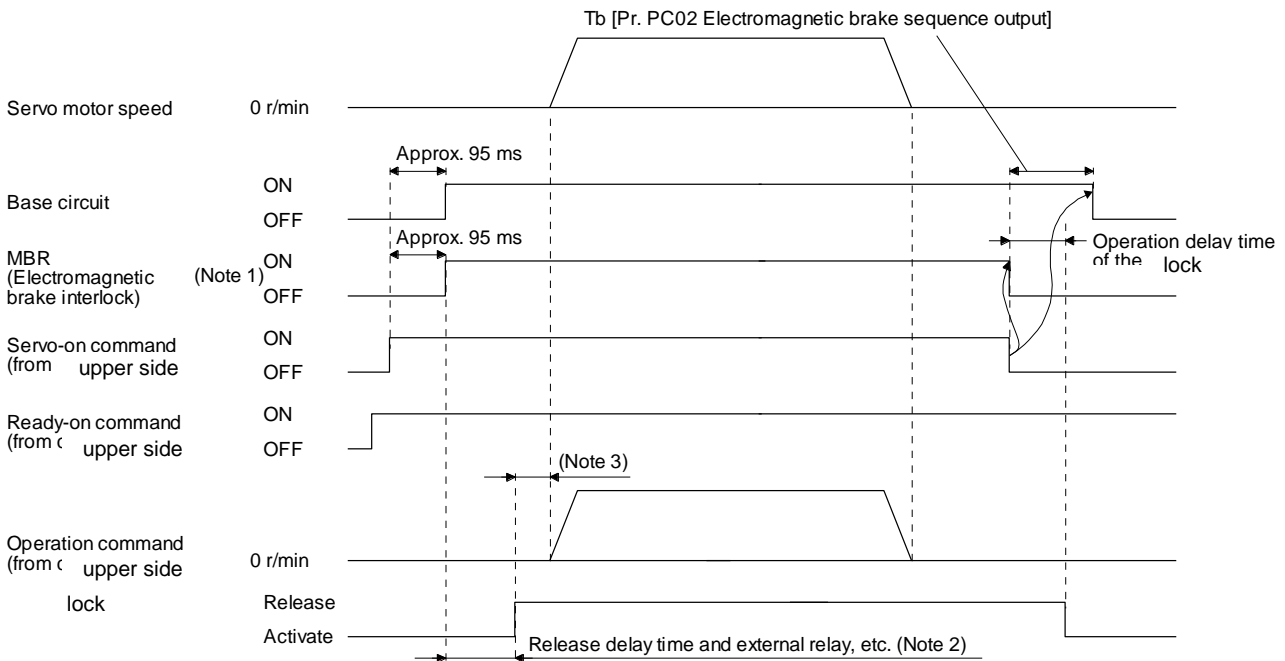 Tb [Pr. PC02 Electromagnetic brake sequence output]
Servo motor speed 0 r/min
Approx. 95 ms
Base circuit ON
OFF
Approx. 95 ms
Operation delay time
of the lock
MBR
(Electromagnetic
brake interlock) (Note 1) ON
OFF
Servo-on command
(from upper side
ON
OFF
Ready-on command
(from upper side
ON
OFF
(Note 3)
Operation command
(from upper side
0 r/min
lock
Release
Activate
Release delay time and external relay, etc. (Note 2)